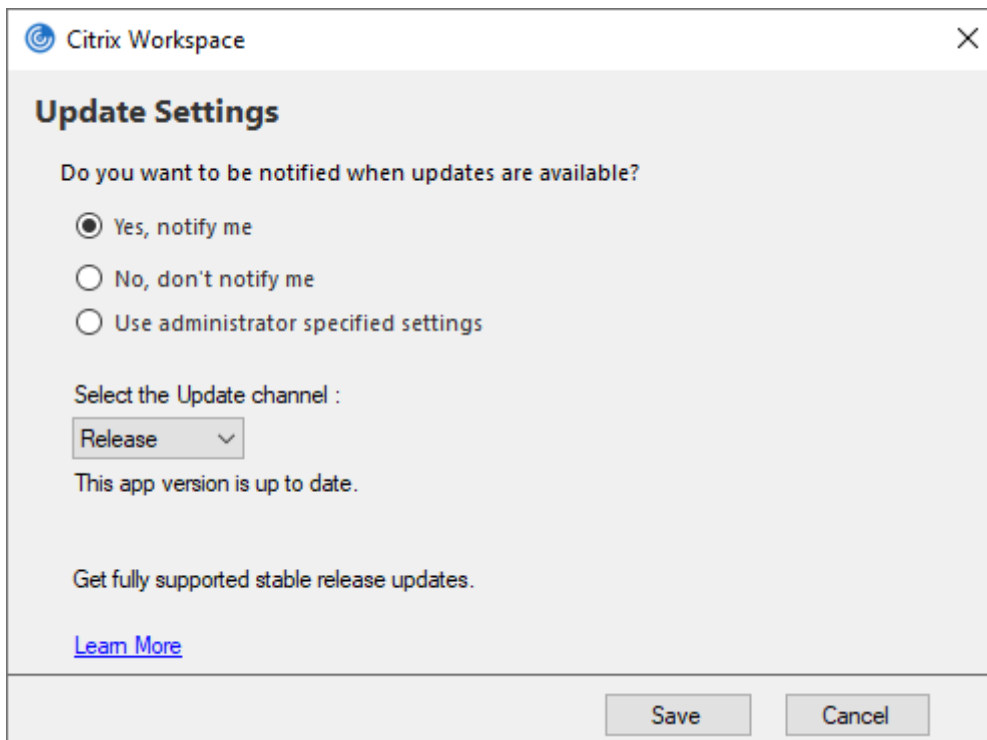 Citrix Workspace
Update Settings
Do you want to be notified when updates are available?
Yes, notify me
No, don't notify me
Use administrator specified settings
Select the Update channel :
Release
This app version is up to date.
Get fully supported stable release updates.
Learn More
Save
Cancel